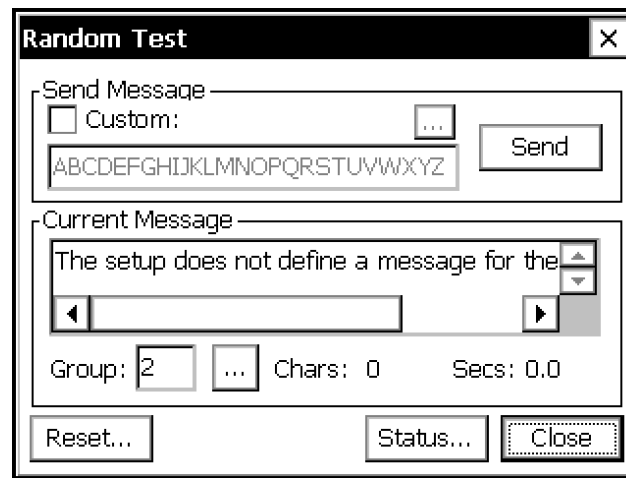 Random Test
Send Message
Custom:
...
ABCDEFGHIJKLMNOPQRSTUVWXYZ
Send
Current Message
The setup does not define a message for the
Group: 2 ... Chars: 0 Secs: 0.0
Reset... Status... Close